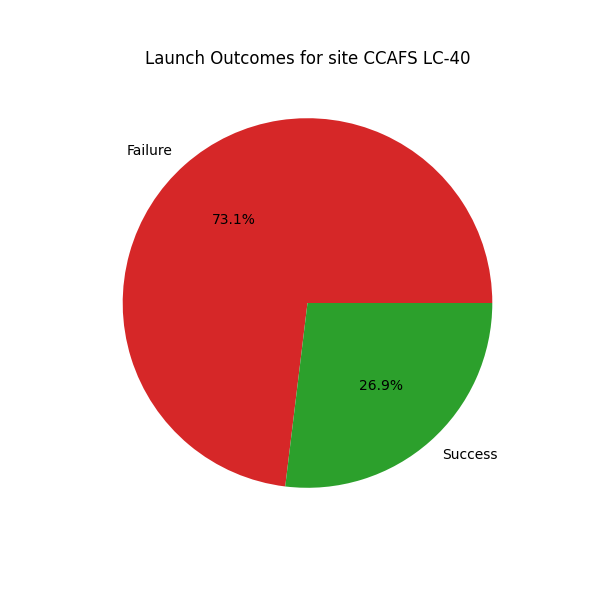 Launch Outcomes for site CCAFS LC-40
Failure
73.1%
26.9%
Success